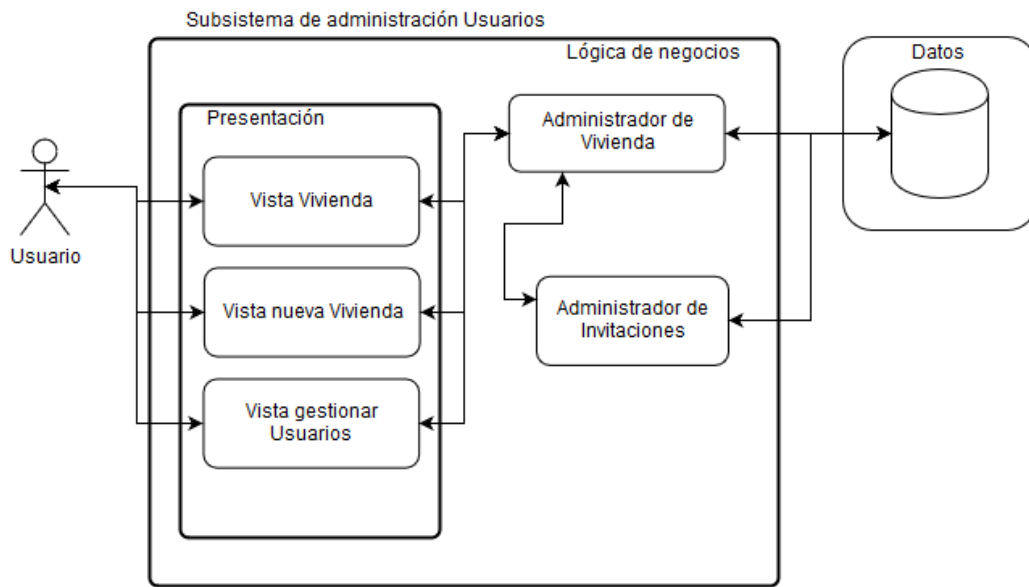 Subsistema de administración Usuarios
Lógica de negocios
Datos
Presentación
Administrador de
Vivienda
Vista Vivienda
Usuario
Vista nueva Vivienda
Administrador de
Invitaciones
Vista gestionar
Usuarios